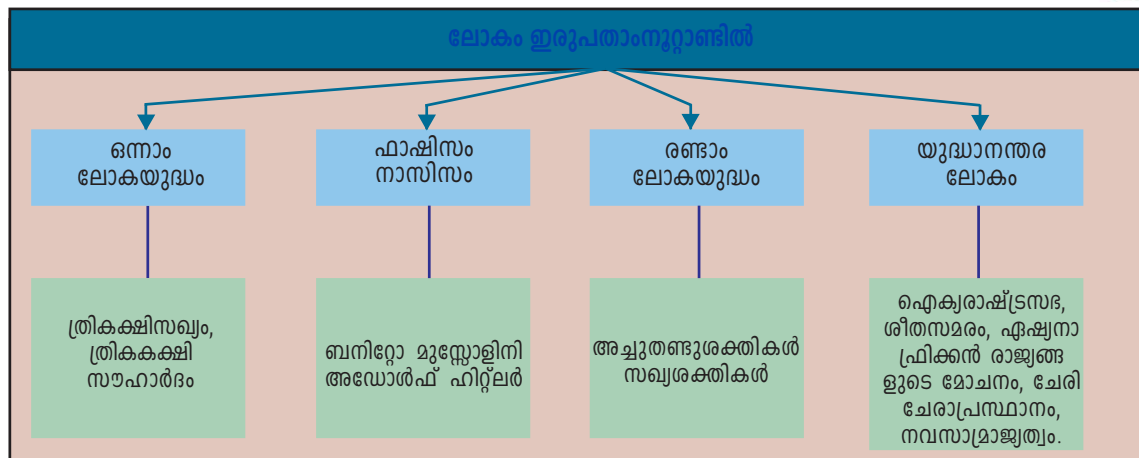 ലോകം ഇരുപതാംനൂറ്റാണ്ടിൽ
ഒന്നാം
ലോകയുദ്ധം
ഫാഷിസം
നാസിസം
രണ്ടാം
ലോകയുദ്ധം
യുദ്ധാനന്തര
ലോകം
ത്രികക്ഷിസഖ്യം,
ത്രികകക്ഷി
സൗഹാർദം
ബനിറ്റോ മുസ്സോളിനി
അഡോൾഫ് ഹിറ്റ്ലർ
അച്ചുതണ്ടുശക്തികൾ
സഖ്യശക്തികൾ
ഐക്യരാഷ്ട്രസഭ,
ശീതസമരം, ഏഷ്യനാ
ഫ്രിക്കൻ രാജ്യങ്ങ
ളുടെ മോചനം, ചേരി
ചേരാപ്രസ്ഥാനം,
നവസാമ്രാജ്യത്വം.